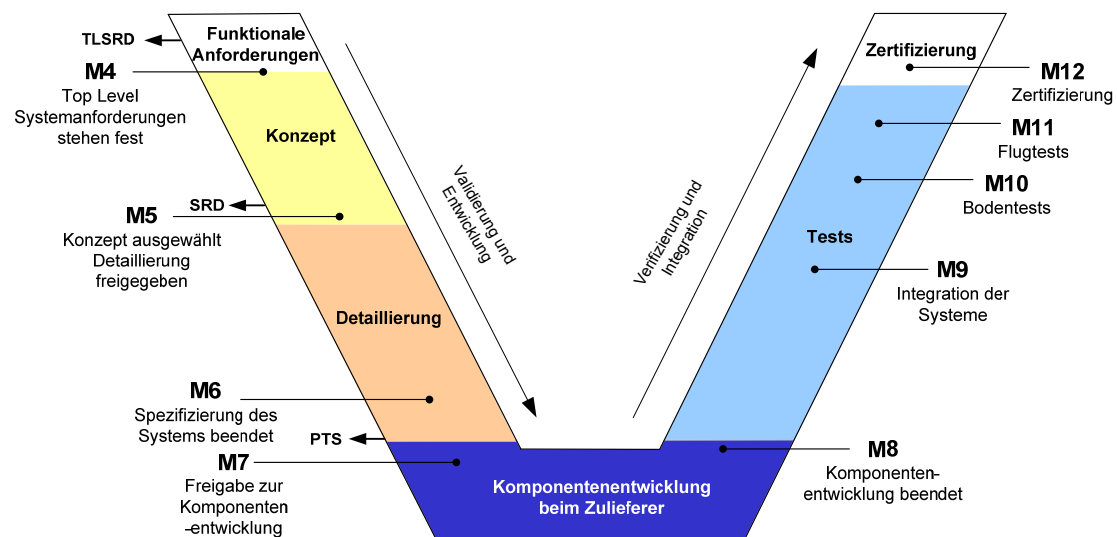 TLSRD
Funktionale
Anforderungen
M4
Top Level
Systemanforderungen
stehen fest
Konzept
SRD
M5
Konzept ausgewählt
Detaillierung
freigegeben
Detaillierung
M6
Spezifizierung des
Systems beendet
PTS
M7
Freigabe zur
Komponenten
-entwicklung
Validierung und
Entwicklung
Komponentenentwicklung
beim Zulieferer
Verifizierung und
Integration
Zertifizierung
M12
Zertifizierung
M11
Flugtests
M10
Bodentests
Tests
M9
Integration der
Systeme
M8
Komponenten-
entwicklung beendet